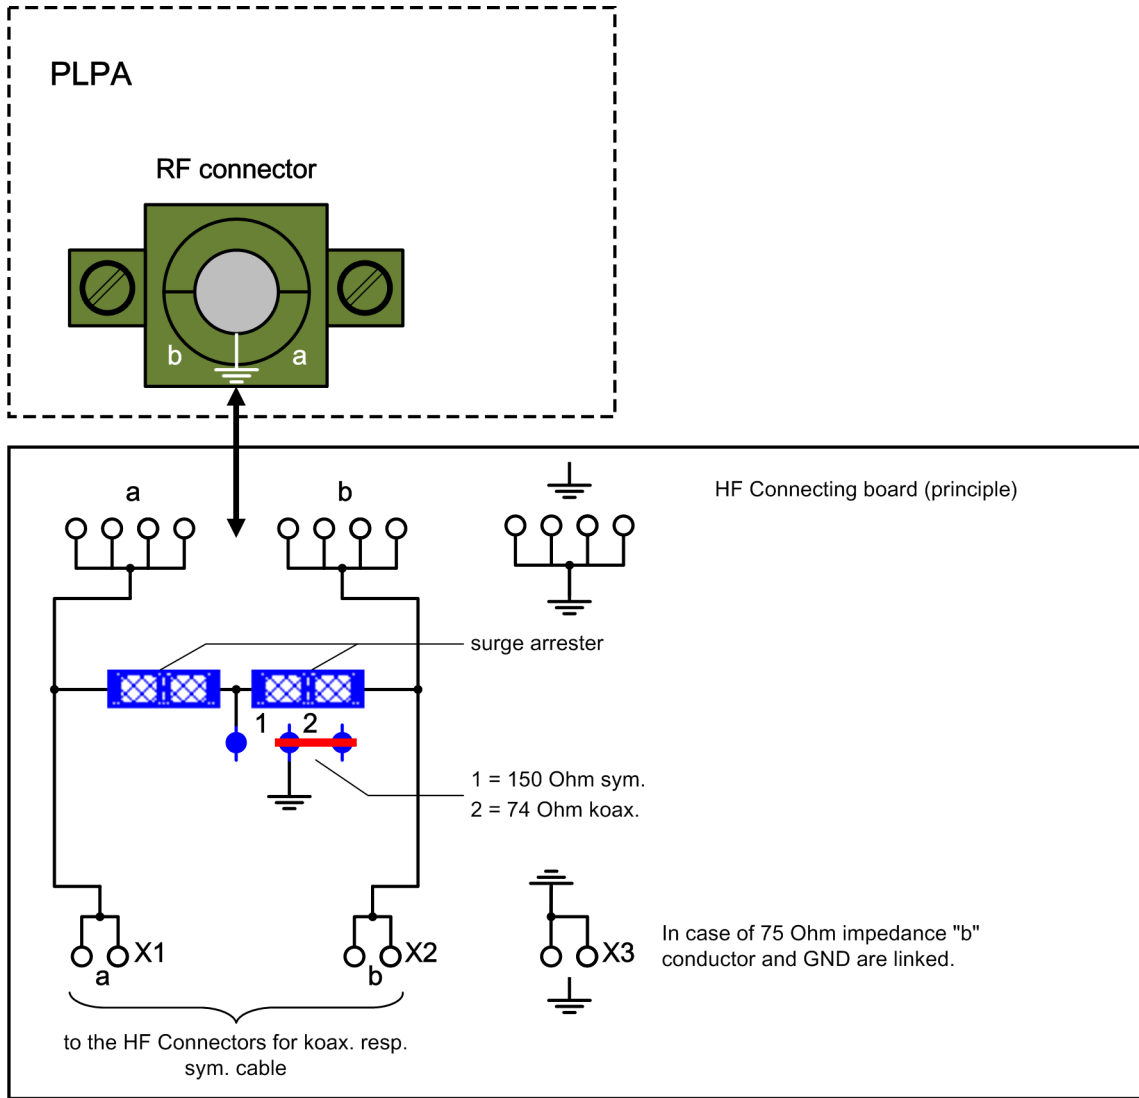 PLPA
RF connector
b
a
a
b
HF Connecting board (principle)
surge arrester
1
2
1 = 150 Ohm sym.
2 = 74 Ohm koax.
X1
X2
X3
a
b
In case of 75 Ohm impedance "b"
conductor and GND are linked.
to the HF Connectors for koax. resp.
sym. cable